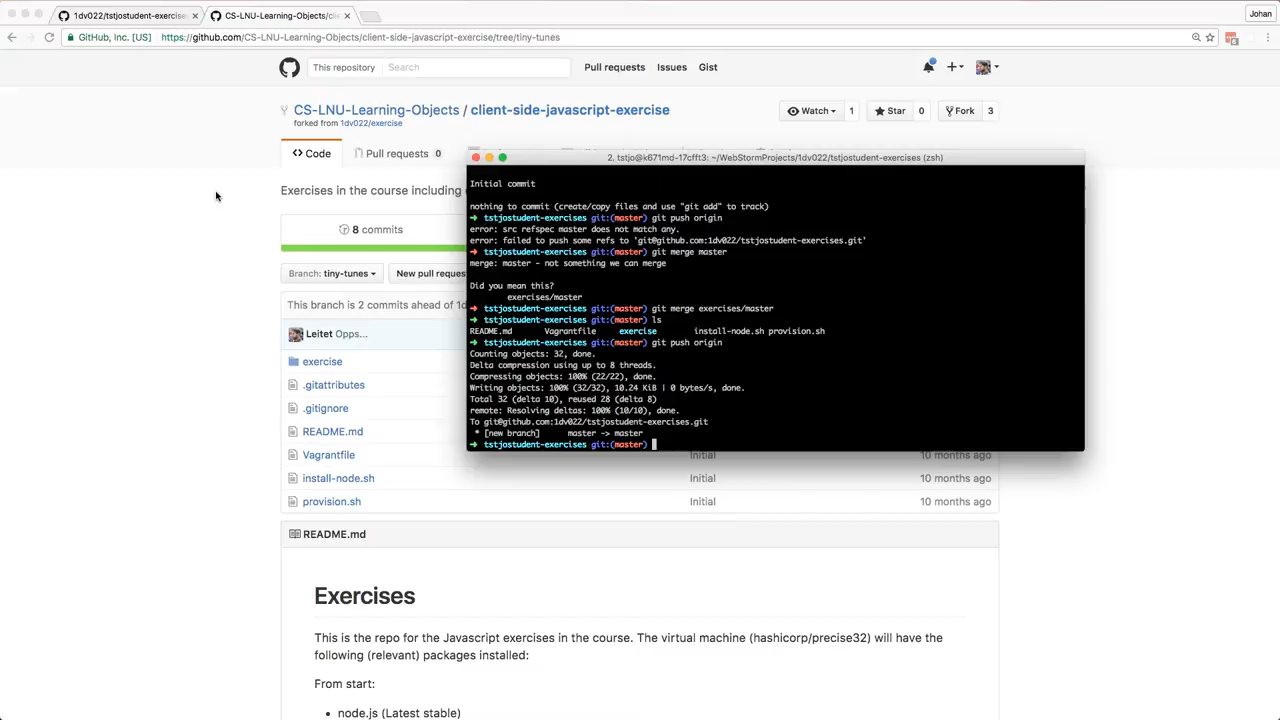 1dv022/tstjostudent-exercises
CS-LNU-Learning-Objects/cli
Johan
GitHub, Inc. [US]
https://github.com/CS-LNU-Learning-Objects/client-side-javascript-exercise/tree/tiny-tunes
This repository
Search
Pull requests
Issues
Gist
CS-LNU-Learning-Objects / client-side-javascript-exercise
Watch
1
Star
0
Fork
3
forked from 1dv022/exercise
Code
Pull requests 0
Exercises in the course including
8 commits
Branch: tiny-tunes
New pull reques
This branch is 2 commits ahead of 1d
Leitet Opps...
exercise
.gitattributes
.gitignore
README.md
Vagrantfile
Initial
10 months ago
install-node.sh
Initial
10 months ago
provision.sh
Initial
10 months ago
README.md
Exercises
This is the repo for the Javascript exercises in the course. The virtual machine (hashicorp/precise32) will have the
following (relevant) packages installed:
From start:
• node.js (Latest stable)
2. tstjo@k671md-17cfft3: ~/WebStormProjects/1dv022/tstjostudent-exercises (zsh)
Initial commit
nothing to commit (create/copy files and use "git add" to track)
➜ tstjostudent-exercises git:(master) git push origin
error: src refspec master does not match any.
error: failed to push some refs to 'git@github.com:1dv022/tstjostudent-exercises.git'
➜ tstjostudent-exercises git:(master) git merge master
merge: master - not something we can merge
Did you mean this?
exercises/master
➜ tstjostudent-exercises git:(master) git merge exercises/master
➜ tstjostudent-exercises git:(master) ls
README.md Vagrantfile exercise install-node.sh provision.sh
➜ tstjostudent-exercises git:(master) git push origin
Counting objects: 32, done.
Delta compression using up to 8 threads.
Compressing objects: 100% (22/22), done.
Writing objects: 100% (32/32), 10.24 KiB | 0 bytes/s, done.
Total 32 (delta 10), reused 28 (delta 8)
remote: Resolving deltas: 100% (10/10), done.
To git@github.com:1dv022/tstjostudent-exercises.git
* [new branch] master -> master
➜ tstjostudent-exercises git:(master)